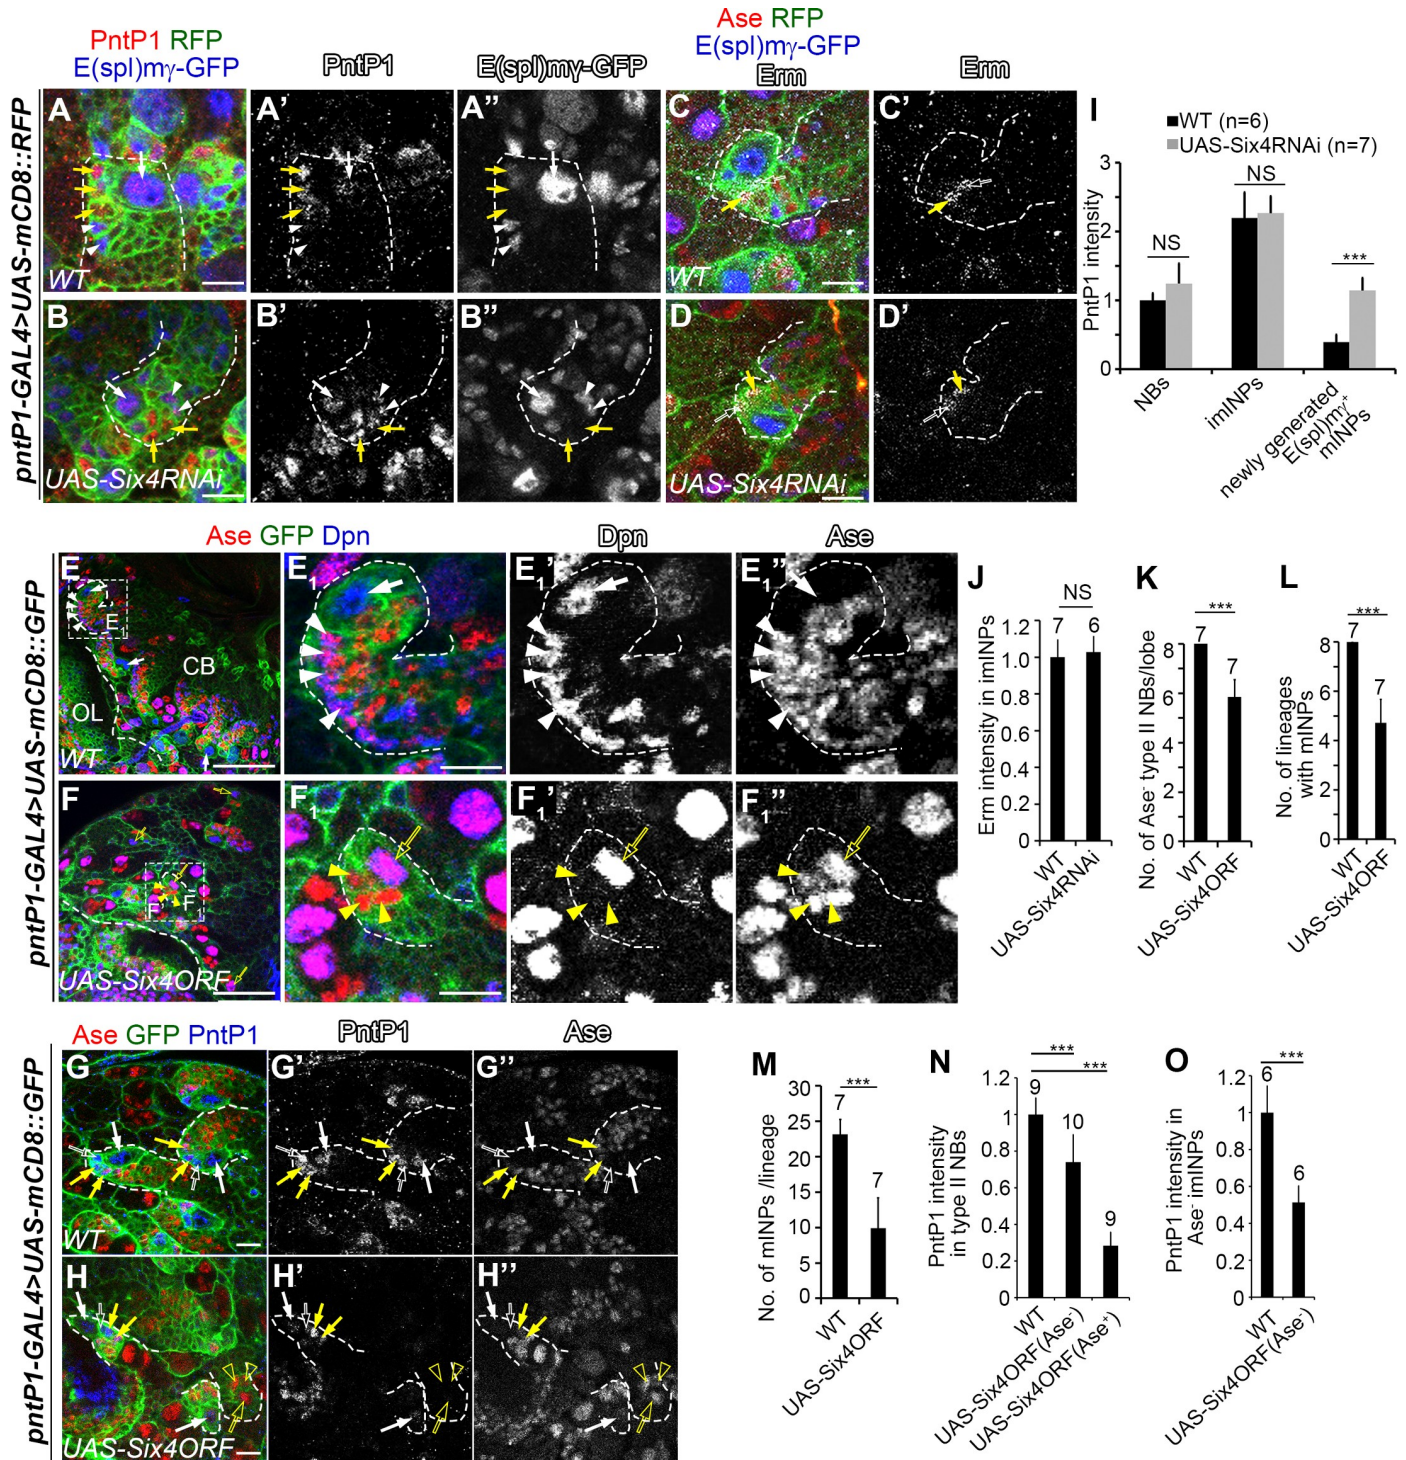 PntP1 RFP
E(spl)mγ-GFP
PntP1
E(spl)mγ-GFP
Ase RFP
E(spl)mγ-GFP
Erm
Erm
pntP1-GAL4>UAS-mCD8::RFP
A
WT
A’
A’’
C
WT
C’
B
UAS-Six4RNAi
B’
B’’
D
UAS-Six4RNAi
D’
I
WT (n=6)
UAS-Six4RNAi (n=7)
PntP1 intensity
3
2
1
0
NS
NS
***
NBs
imINPs
newly generated
E(spl)mγ⁺
mINPs
Ase GFP Dpn
Dpn
Ase
pntP1-GAL4>UAS-mCD8::GFP
E
E₁
CB
OL
WT
E₁
E₁’
E₁’’
F
F₁
UAS-Six4ORF
F₁
F₁’
F₁’’
J
Erm intensity in imINPs
1.2
1.0
0.8
0.6
0.4
0.2
0
NS
7
6
WT
UAS-Six4RNAi
K
No. of Ase⁻ type II NBs/lobe
8
6
4
2
0
***
7
7
WT
UAS-Six4ORF
L
No. of lineages
with mINPs
8
6
4
2
0
***
7
7
WT
UAS-Six4ORF
Ase GFP PntP1
PntP1
Ase
pntP1-GAL4>UAS-mCD8::GFP
G
WT
G’
G’’
H
UAS-Six4ORF
H’
H’’
M
No. of mINPs /lineage
30
25
20
15
10
5
0
***
7
7
WT
UAS-Six4ORF
N
PntP1 intensity
in type II NBs
1.2
1
0.8
0.6
0.4
0.2
0
***
***
9
10
9
WT
UAS-Six4ORF(Ase⁻)
UAS-Six4ORF(Ase⁺)
O
PntP1 intensity in
Ase⁻ imINPs
1.2
1
0.8
0.6
0.4
0.2
0
***
6
6
WT
UAS-Six4ORF(Ase⁻)